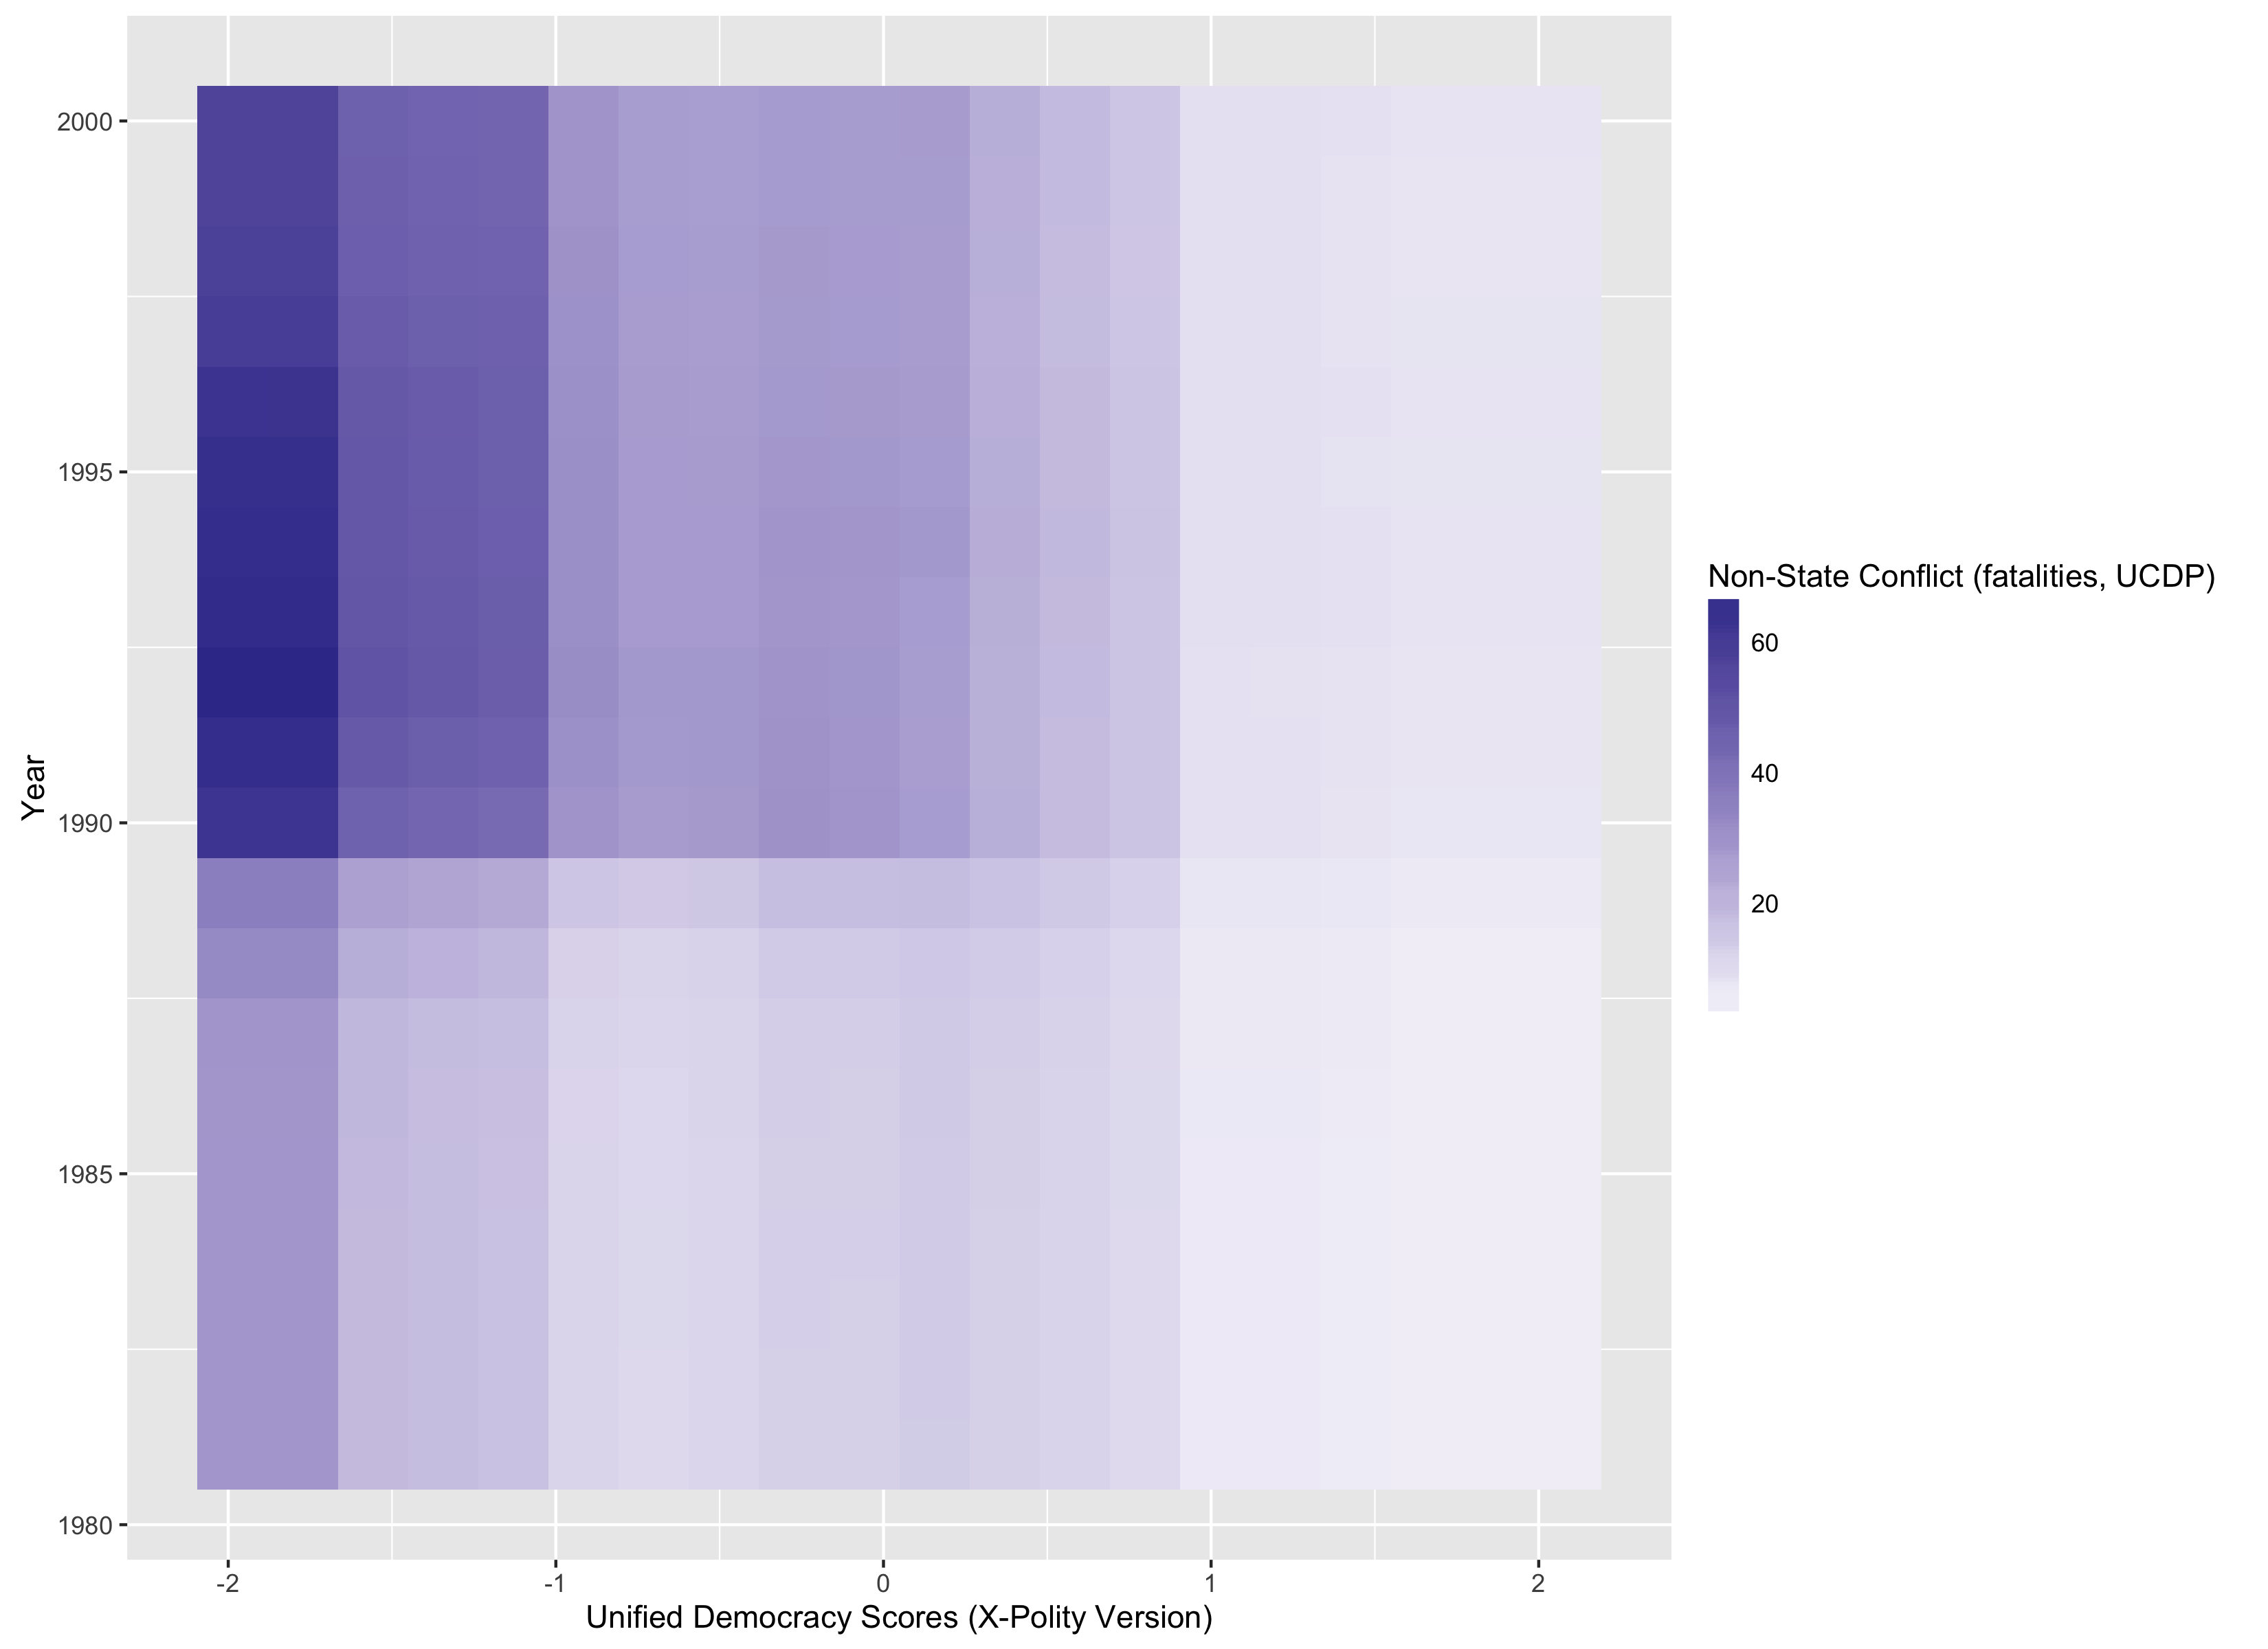 2000
1995
1990
1985
1980
Year
-2 -1 0 1 2
Unified Democracy Scores (X-Polity Version)
Non-State Conflict (fatalities, UCDP)
60
40
20